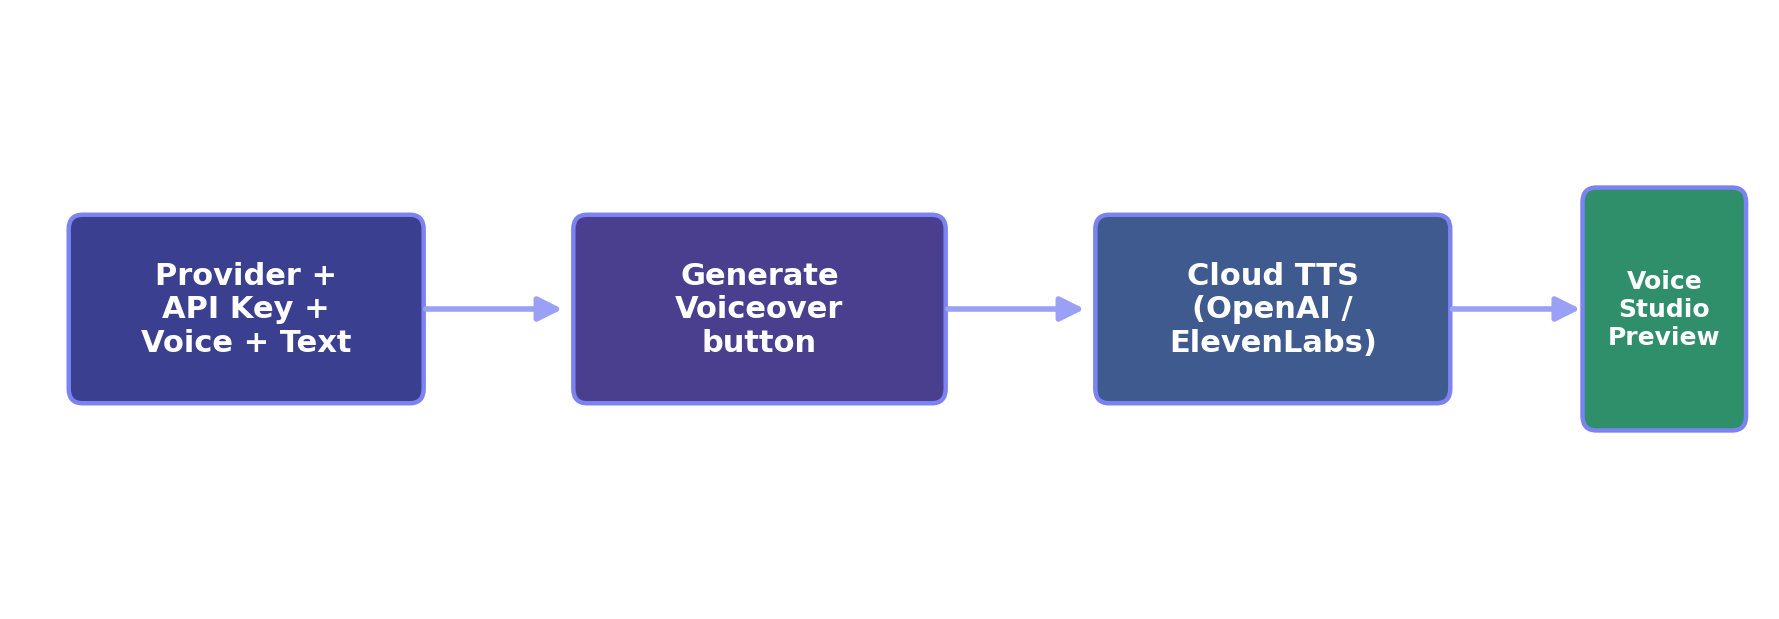 Provider +
API Key +
Voice + Text
Generate
Voiceover
button
Cloud TTS
(OpenAI /
ElevenLabs)
Voice
Studio
Preview